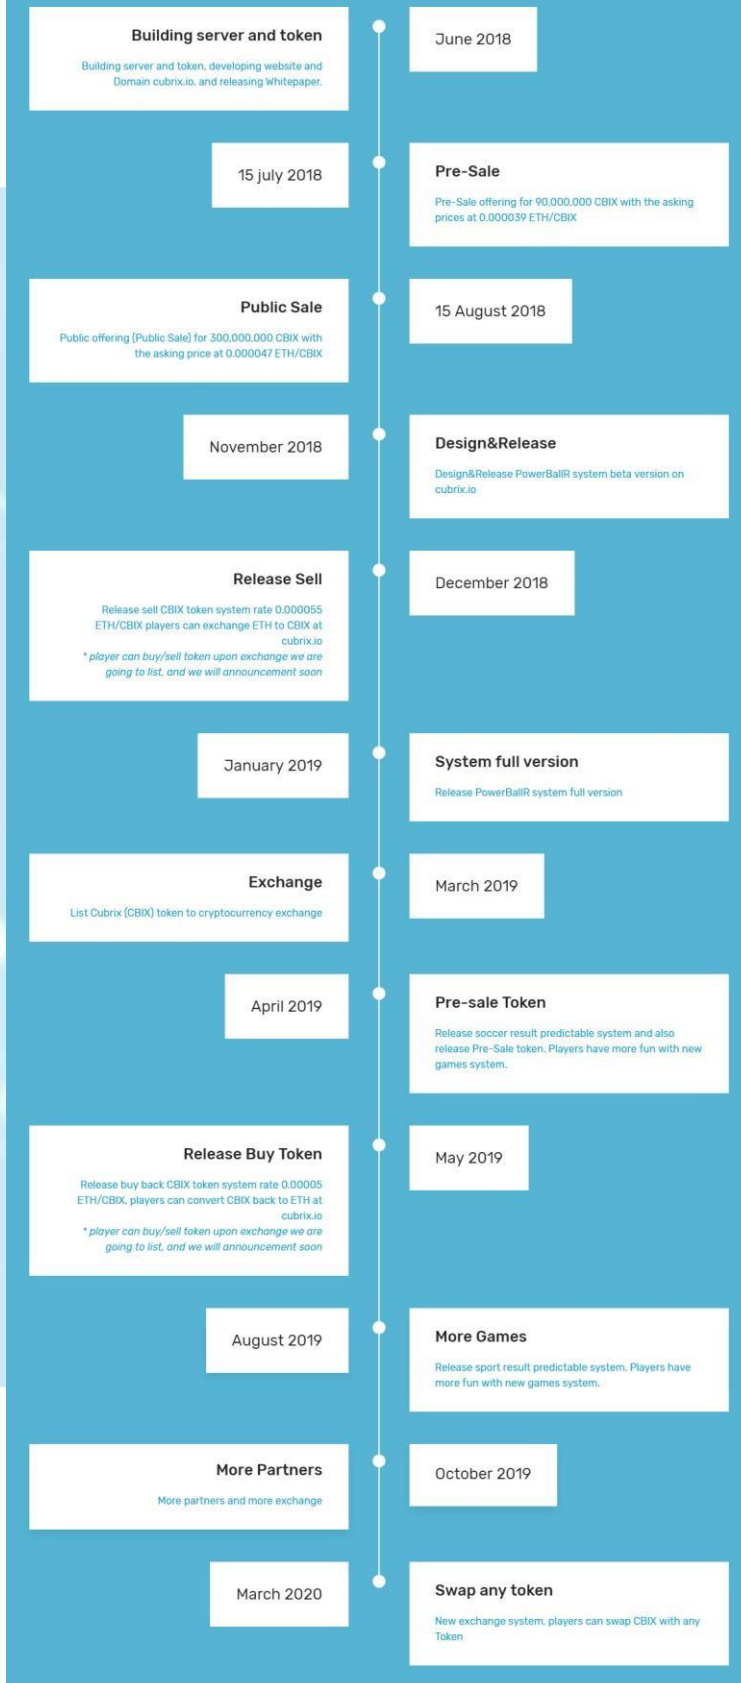 Building server and token
Building server and token, developing website and
Domain cubrix.io, and releasing Whitepaper.
June 2018
15 july 2018
Pre-Sale
Pre-Sale offering for 90,000,000 CBIX with the asking
prices at 0.000039 ETH/CBIX
Public Sale
Public offering (Public Sale) for 300,000,000 CBIX with
the asking price at 0.000047 ETH/CBIX
15 August 2018
November 2018
Design&Release
Design&Release PowerBallR system beta version on
cubrix.io
Release Sell
Release sell CBIX token system rate 0.000055
ETH/CBIX players can exchange ETH to CBIX at
cubrix.io
* player can buy/sell token upon exchange we are
going to list, and we will announcement soon
December 2018
January 2019
System full version
Release PowerBallR system full version
Exchange
List Cubrix (CBIX) token to cryptocurrency exchange
March 2019
April 2019
Pre-sale Token
Release soccer result predictable system and also
release Pre-Sale token. Players have more fun with new
games system.
Release Buy Token
Release buy back CBIX token system rate 0.00005
ETH/CBIX, players can convert CBIX back to ETH at
cubrix.io
* player can buy/sell token upon exchange we are
going to list, and we will announcement soon
May 2019
August 2019
More Games
Release sport result predictable system. Players have
more fun with new games system.
More Partners
More partners and more exchange
October 2019
March 2020
Swap any token
New exchange system, players can swap CBIX with any
Token